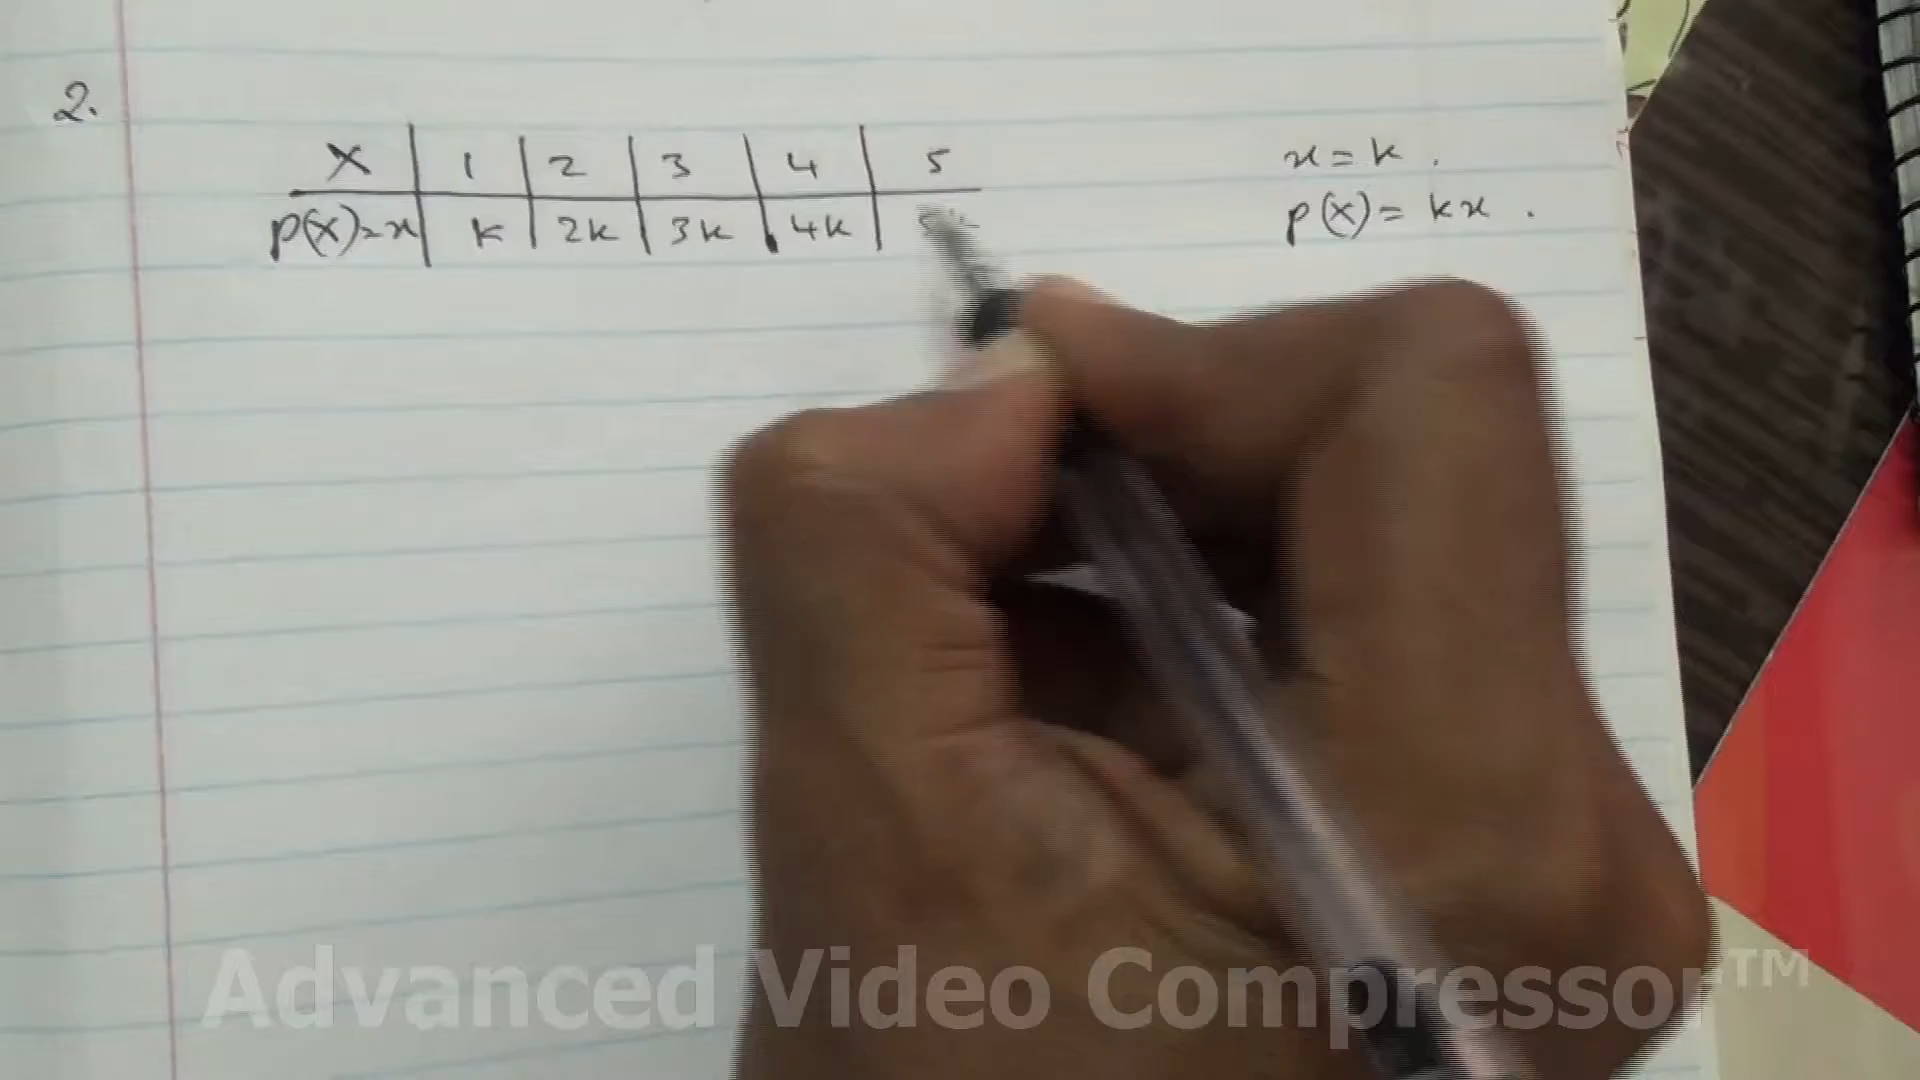 2.
X 1 2 3 4 5
P(X)=x k 2k 3k 4k
x = k .
P(X) = kx .
Advanced Video Compressor™